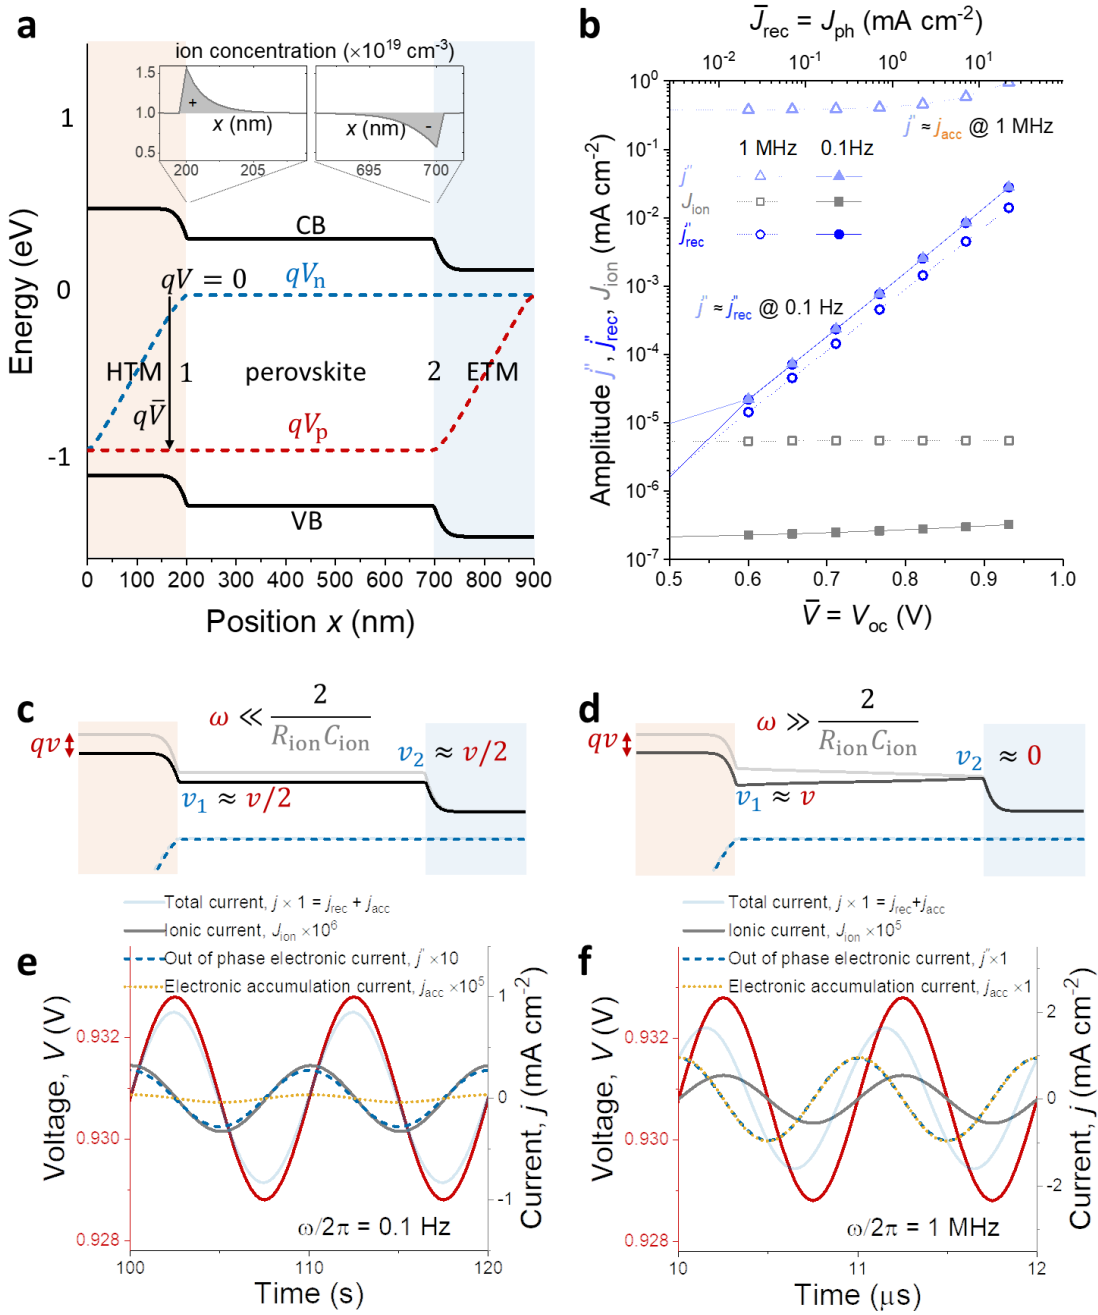 a
ion concentration (×10¹⁹ cm⁻³)
1.5
1.0
0.5
+
x (nm)
x (nm)
-
200 205
695 700
1
0
-1
Energy (eV)
CB
qV = 0
qVₙ
HTM
1
perovskite
2
ETM
qV̄
qVₚ
VB
0 100 200 300 400 500 600 700 800 900
Position x (nm)
b
J̄rec = Jph (mA cm⁻²)
10⁻² 10⁻¹ 10⁰ 10¹
10⁰
10⁻¹
10⁻²
10⁻³
10⁻⁴
10⁻⁵
10⁻⁶
10⁻⁷
Amplitude j'', j''rec, Jion (mA cm⁻²)
j'' ≈ jacc @ 1 MHz
1 MHz 0.1Hz
j''
Jion
j''rec
j'' ≈ j''rec @ 0.1 Hz
0.5 0.6 0.7 0.8 0.9 1.0
V̄ = Voc (V)
c
ω ≪ 2/(RionCion)
qv
v₂ ≈ v/2
v₁ ≈ v/2
d
ω ≫ 2/(RionCion)
qv
v₂ ≈ 0
v₁ ≈ v
e
Total current, j × 1 = jrec + jacc
Ionic current, Jion ×10⁶
Out of phase electronic current, j'' ×10
Electronic accumulation current, jacc ×10⁵
0.932
0.930
0.928
Voltage, V (V)
1
0
-1
Current, j (mA cm⁻²)
ω/2π = 0.1 Hz
100 110 120
Time (s)
f
Total current, j × 1 = jrec+jacc
Ionic current, Jion ×10⁵
Out of phase electronic current, j'' ×1
Electronic accumulation current, jacc ×1
0.932
0.930
0.928
Voltage, V (V)
2
0
-2
Current, j (mA cm⁻²)
ω/2π = 1 MHz
10 11 12
Time (μs)